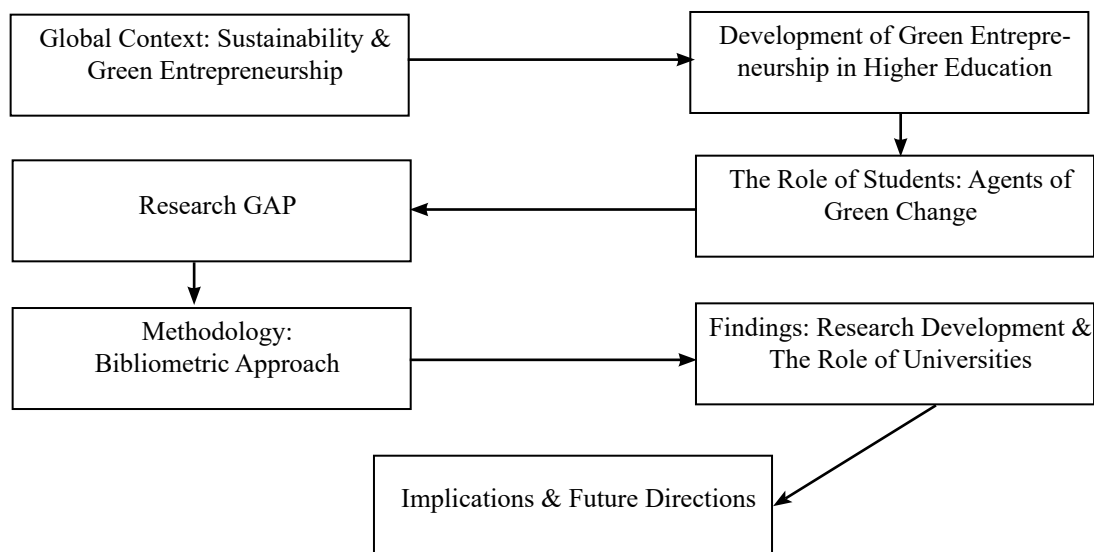 Global Context: Sustainability &
Green Entrepreneurship
Development of Green Entrepre-
neurship in Higher Education
The Role of Students: Agents of
Green Change
Research GAP
Methodology:
Bibliometric Approach
Findings: Research Development &
The Role of Universities
Implications & Future Directions